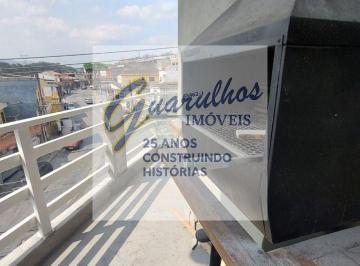 Guarulhos
IMÓVEIS
25 ANOS
CONSTRUINDO
HISTÓRIAS